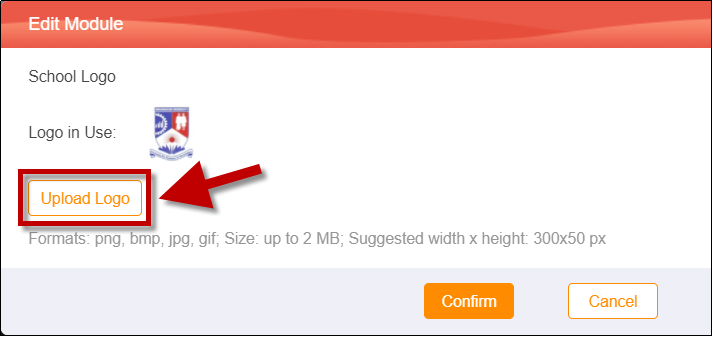 Edit Module
School Logo
Logo in Use:
Upload Logo
Formats: png, bmp, jpg, gif; Size: up to 2 MB; Suggested width x height: 300x50 px
Confirm
Cancel